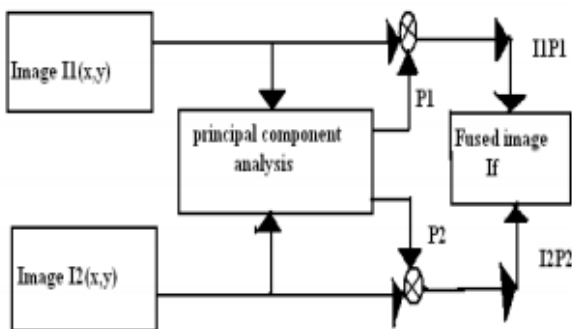 Image I1(x,y)
I1P1
P1
principal component
analysis
Fused image
If
P2
Image I2(x,y)
I2P2